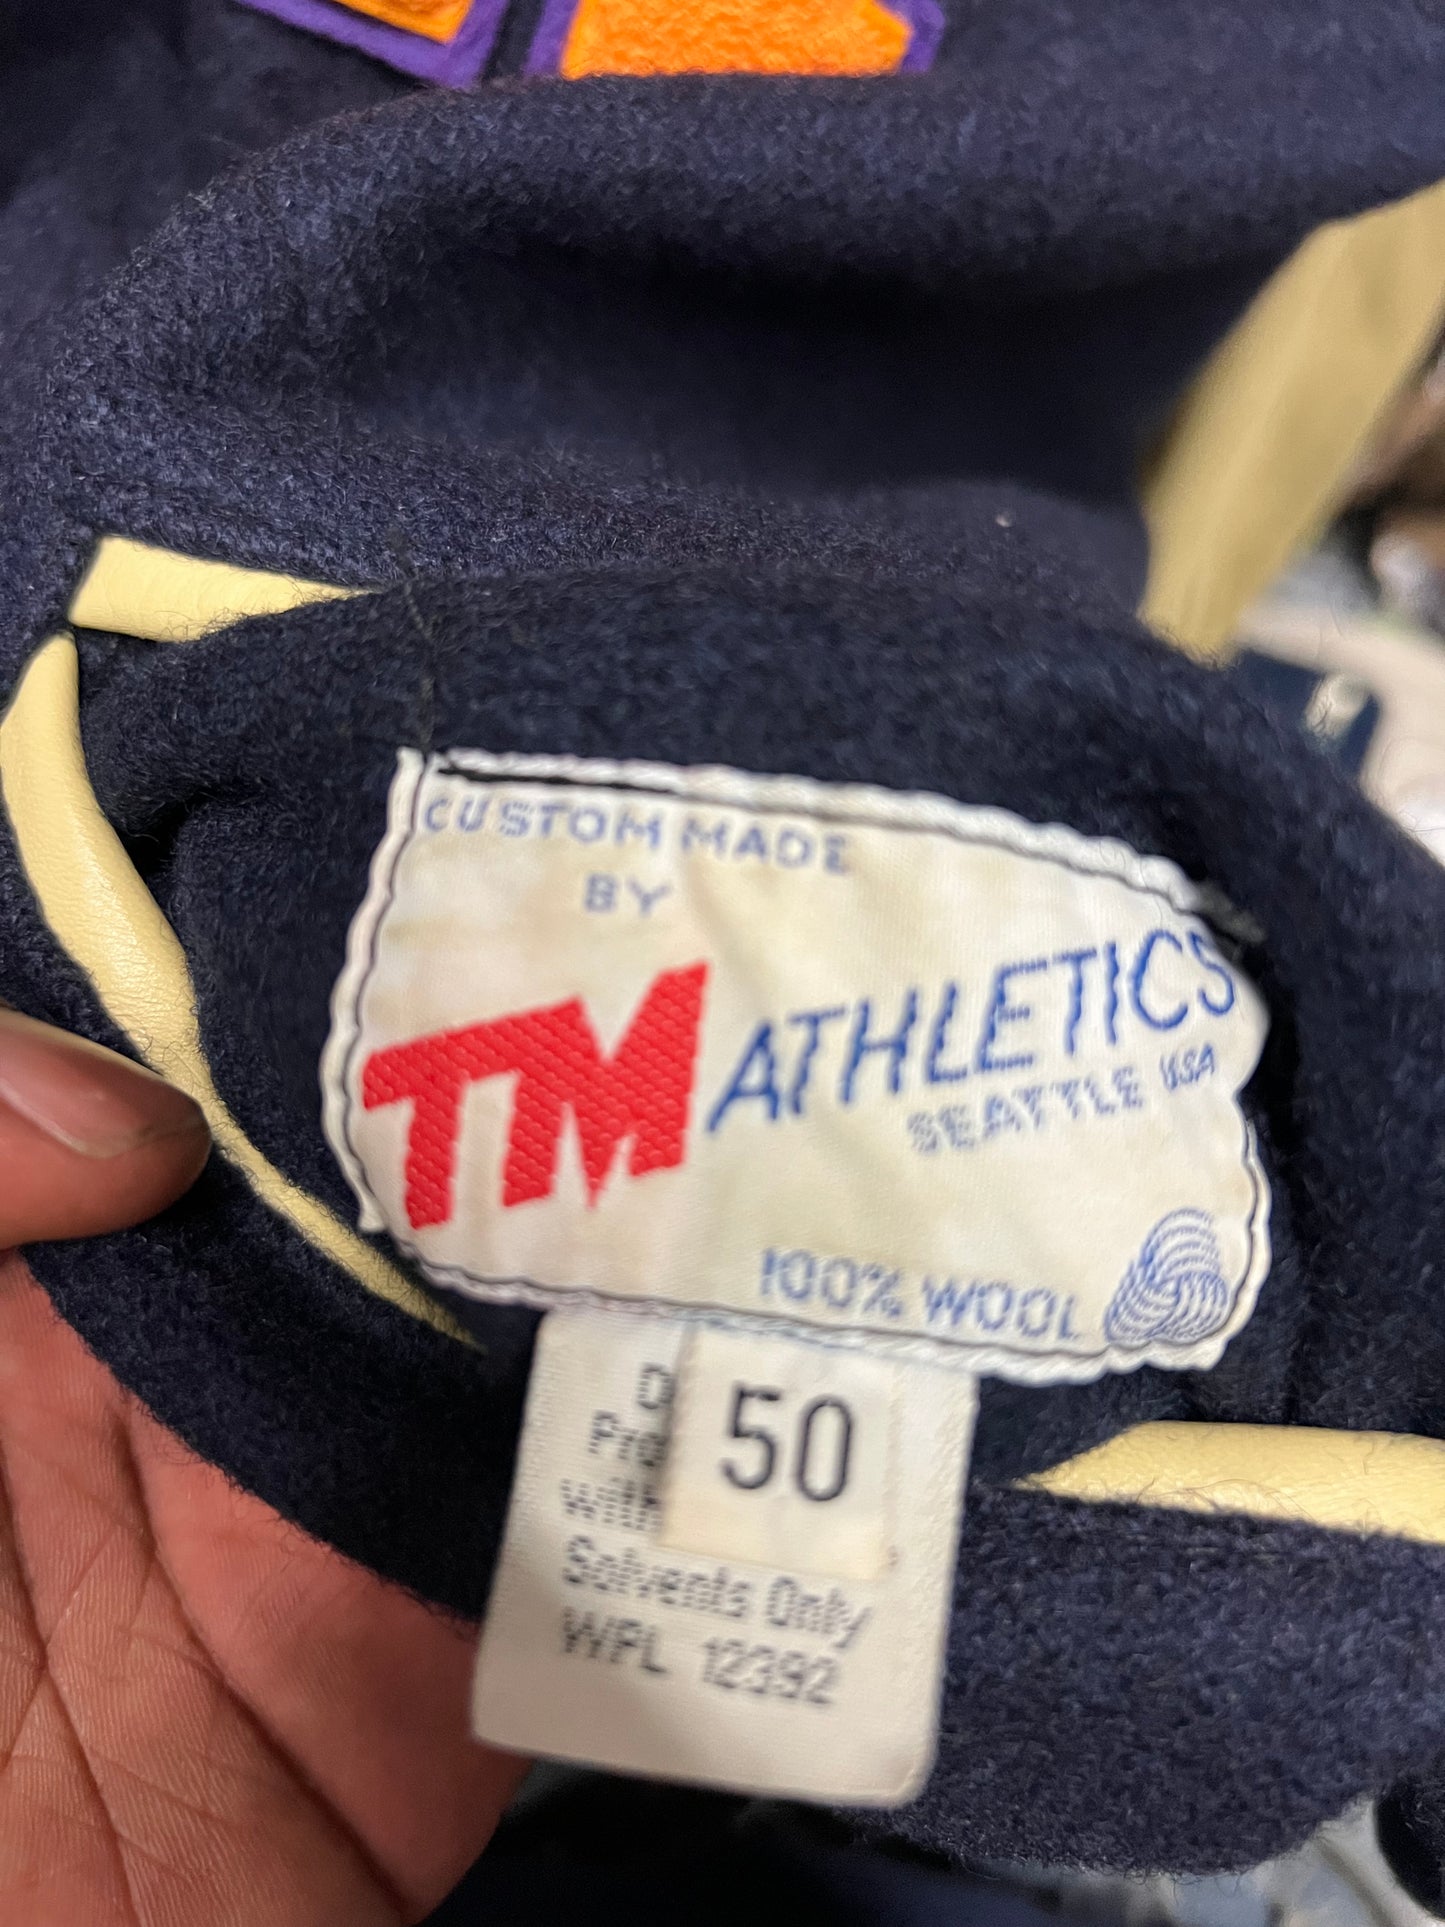 CUSTOM MADE
BY
TM ATHLETICS
SEATTLE USA
100% WOOL
50
Solvents Only
WPL 12392